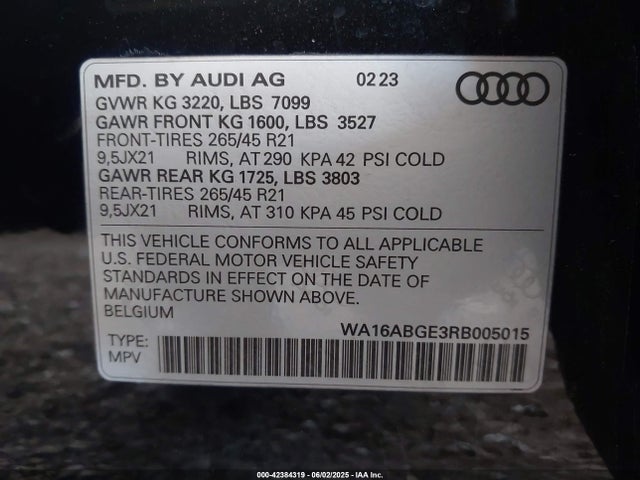 MFD. BY AUDI AG 02 23
GVWR KG 3220, LBS 7099
GAWR FRONT KG 1600, LBS 3527
FRONT-TIRES 265/45 R21
9,5JX21 RIMS, AT 290 KPA 42 PSI COLD
GAWR REAR KG 1725, LBS 3803
REAR-TIRES 265/45 R21
9,5JX21 RIMS, AT 310 KPA 45 PSI COLD
THIS VEHICLE CONFORMS TO ALL APPLICABLE
U.S. FEDERAL MOTOR VEHICLE SAFETY
STANDARDS IN EFFECT ON THE DATE OF
MANUFACTURE SHOWN ABOVE.
BELGIUM
WA16ABGE3RB005015
TYPE:
MPV
000-42384319 - 06/02/2025 - IAA Inc.